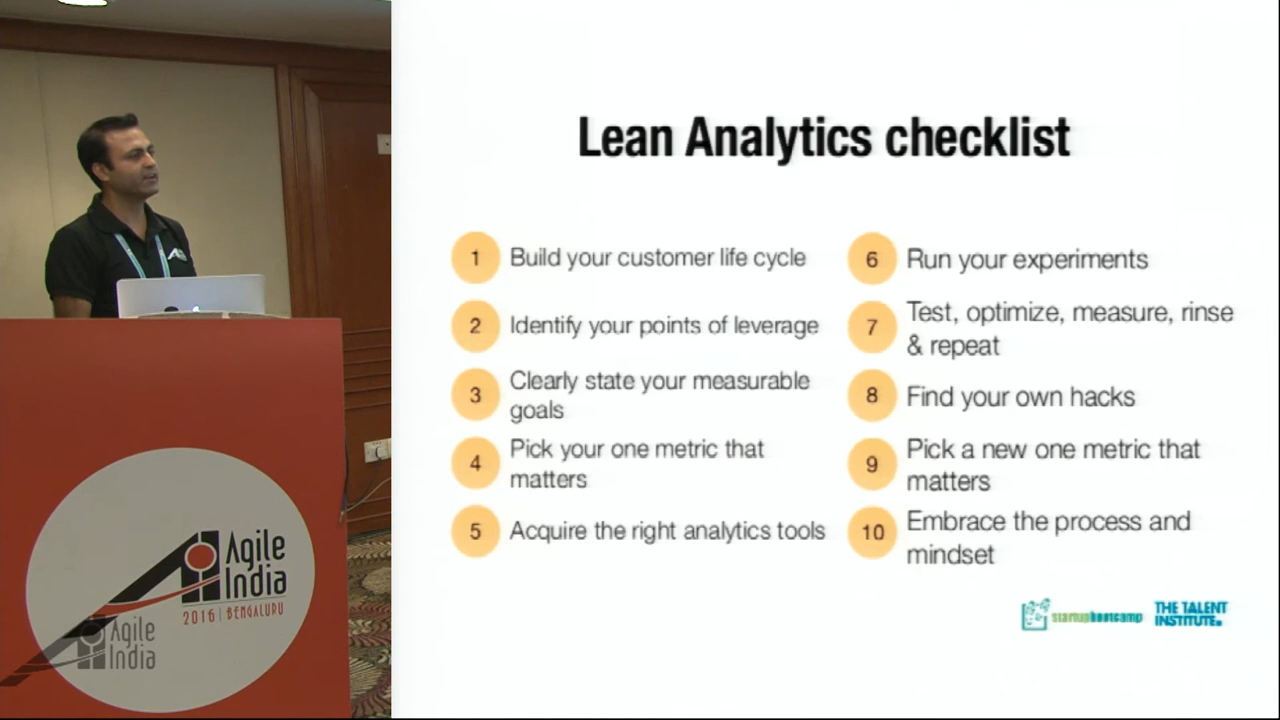 Lean Analytics checklist
1 Build your customer life cycle
2 Identify your points of leverage
3 Clearly state your measurable
goals
4 Pick your one metric that
matters
5 Acquire the right analytics tools
6 Run your experiments
7 Test, optimize, measure, rinse
& repeat
8 Find your own hacks
9 Pick a new one metric that
matters
10 Embrace the process and
mindset
startupbootcamp
THE TALENT
INSTITUTE.
Agile
India
2016 | BENGALURU
Agile
India